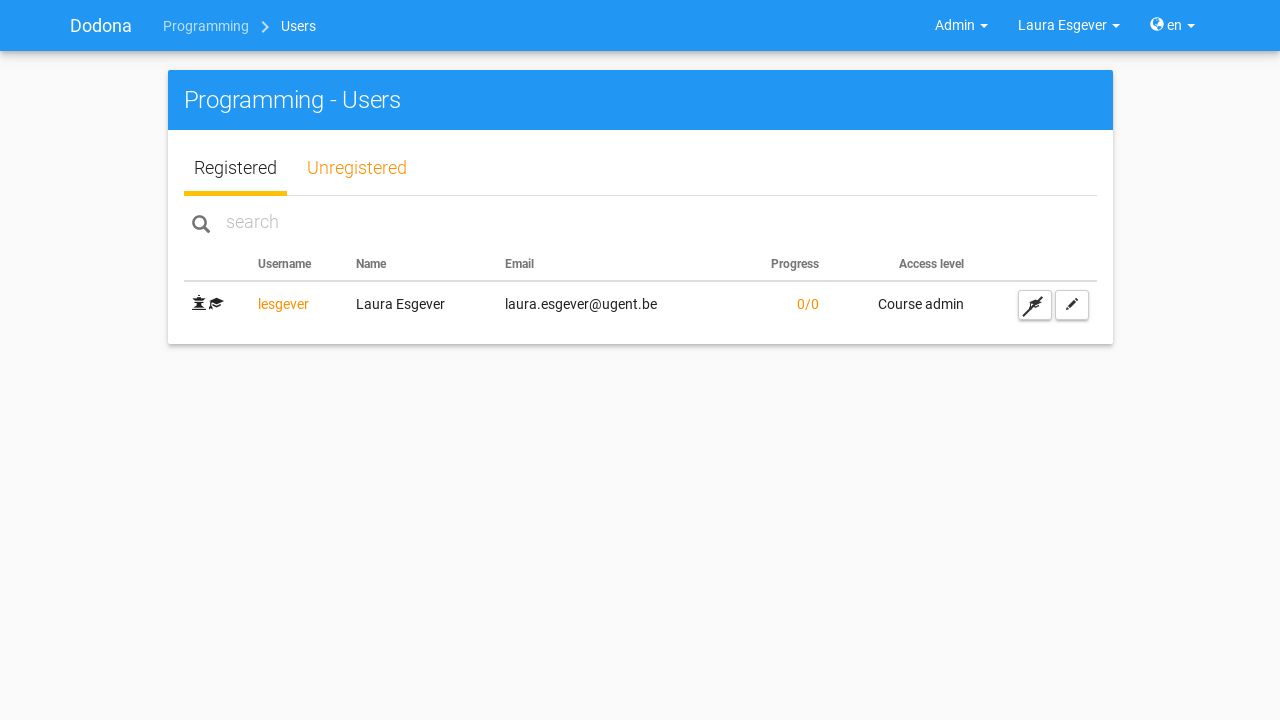 Dodona Programming Users Admin Laura Esgever en
Programming - Users
Registered Unregistered
search
Username Name Email Progress Access level
lesgever Laura Esgever laura.esgever@ugent.be 0/0 Course admin